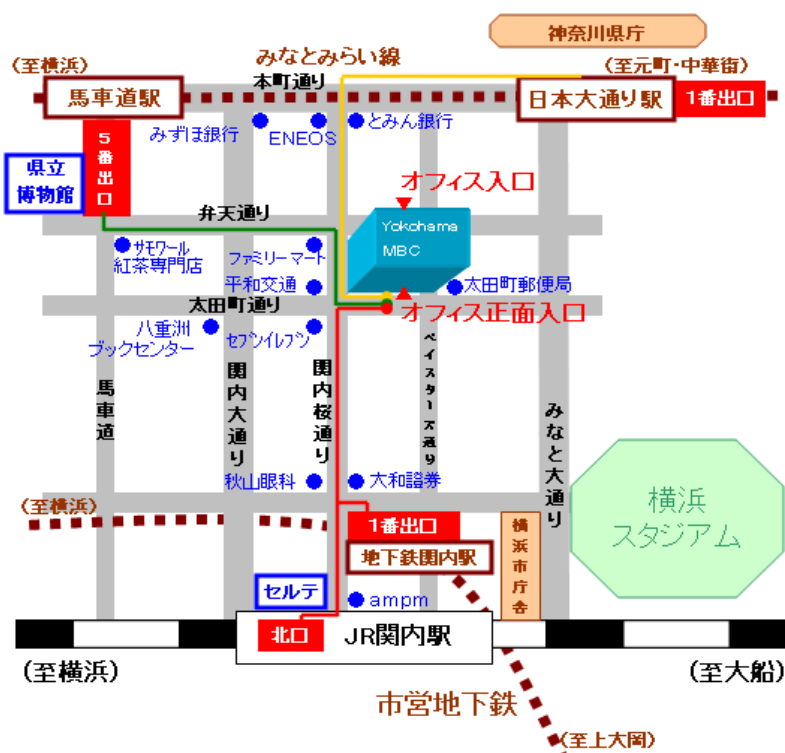 神奈川県庁
(至横浜)
みなとみらい線
(至元町・中華街)
馬車道駅
本町通り
日本大通り駅
1番出口
みずほ銀行
ENEOS
とみん銀行
5番出口
県立
博物館
オフィス入口
弁天通り
Yokohama
MBC
サモワール
紅茶専門店
ファミリーマート
平和交通
太田町郵便局
太田町通り
オフィス正面入口
八重洲
ブックセンター
セブンイレブン
馬車道
関内大通り
関内桜通り
ベイスターズ通り
みなと大通り
秋山眼科
大和證券
横浜
スタジアム
(至横浜)
1番出口
地下鉄関内駅
横浜市庁舎
セルテ
ampm
北口
JR関内駅
(至横浜)
(至大船)
市営地下鉄
(至上大岡)